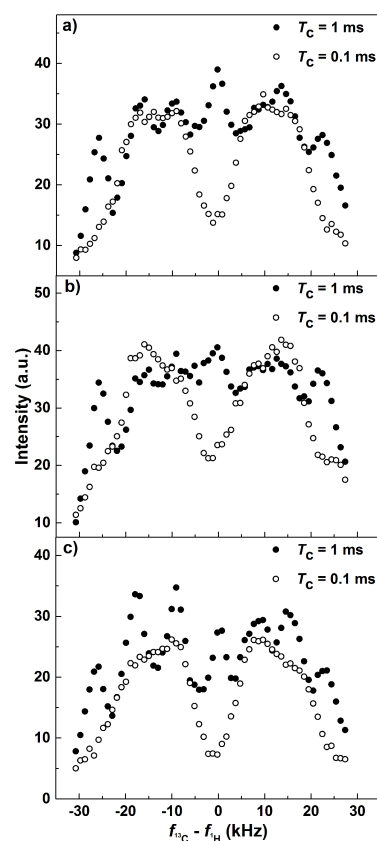 a)
● T_C = 1 ms
○ T_C = 0.1 ms
40
30
20
10
b)
● T_C = 1 ms
○ T_C = 0.1 ms
50
40
30
20
10
Intensity (a.u.)
c)
● T_C = 1 ms
○ T_C = 0.1 ms
40
30
20
10
0
-30 -20 -10 0 10 20 30
f₁₃C - f₁H (kHz)